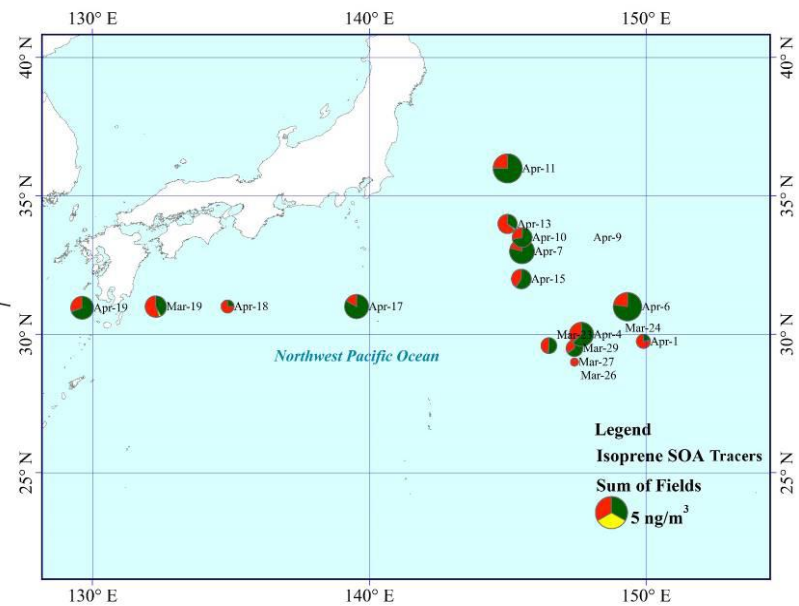 130° E 140° E 150° E
40° N 40° N
Apr-11
35° N 35° N
Apr-13
Apr-10 Apr-9
Apr-7
Apr-15
Apr-19 Mar-19 Apr-18 Apr-17 Apr-6
Mar-24
30° N Apr-4 30° N
Apr-1
Mar-29
Northwest Pacific Ocean
Mar-27
Mar-26
Legend
Isoprene SOA Tracers
25° N 25° N
Sum of Fields
5 ng/m³
130° E 140° E 150° E